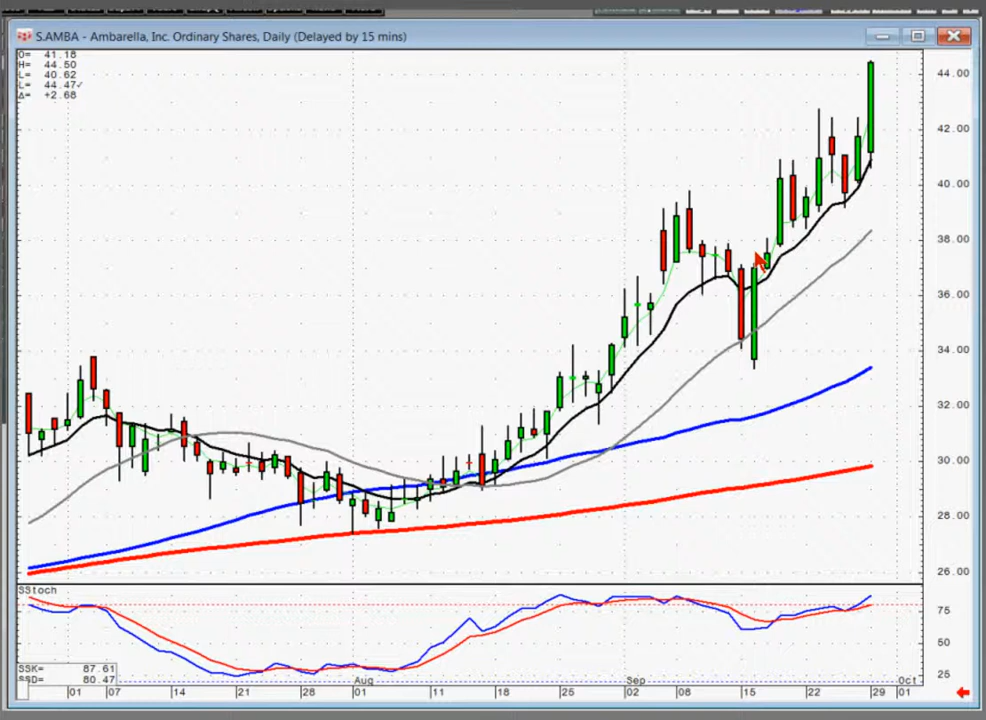 S.AMBA - Ambarella, Inc. Ordinary Shares, Daily (Delayed by 15 mins)
O= 41.18
H= 44.50
L= 40.62
L= 44.47✓
Δ= +2.68
44.00
42.00
40.00
38.00
36.00
34.00
32.00
30.00
28.00
26.00
SStoch
75
50
25
SSK= 87.61
SSD= 80.47
Aug Sep Oct
01 07 14 21 28 01 11 18 25 02 08 15 22 29 01